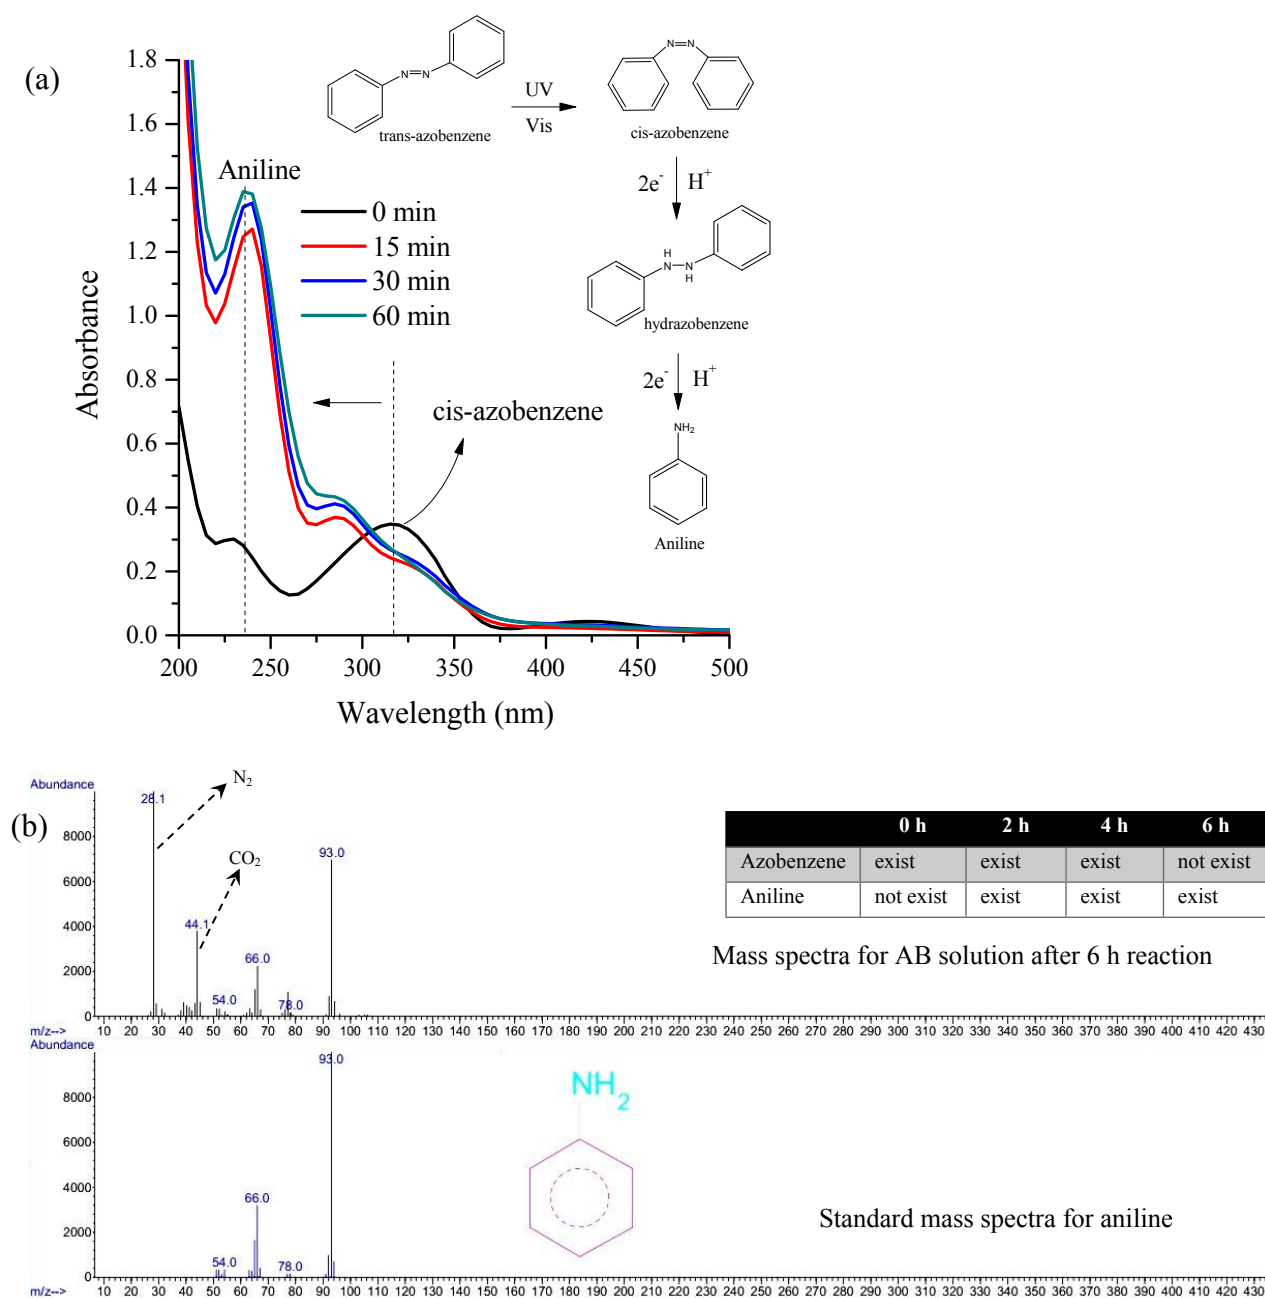 (a)
Absorbance
1.8
1.6
1.4
1.2
1.0
0.8
0.6
0.4
0.2
0.0
200 250 300 350 400 450 500
Wavelength (nm)
Aniline
0 min
15 min
30 min
60 min
cis-azobenzene
N=N
trans-azobenzene
UV
Vis
N=N
cis-azobenzene
2e⁻ H⁺
H
N-N
H
hydrazobenzene
2e⁻ H⁺
NH₂
Aniline
(b)
Abundance
8000
6000
4000
2000
0
28.1
N₂
44.1
CO₂
54.0
66.0
78.0
93.0
m/z-->
10 20 30 40 50 60 70 80 90 100 110 120 130 140 150 160 170 180 190 200 210 220 230 240 250 260 270 280 290 300 310 320 330 340 350 360 370 380 390 400 410 420 430
0 h 2 h 4 h 6 h
Azobenzene exist exist exist not exist
Aniline not exist exist exist exist
Mass spectra for AB solution after 6 h reaction
Abundance
8000
6000
4000
2000
0
54.0
66.0
78.0
93.0
NH₂
Standard mass spectra for aniline
m/z-->
10 20 30 40 50 60 70 80 90 100 110 120 130 140 150 160 170 180 190 200 210 220 230 240 250 260 270 280 290 300 310 320 330 340 350 360 370 380 390 400 410 420 430